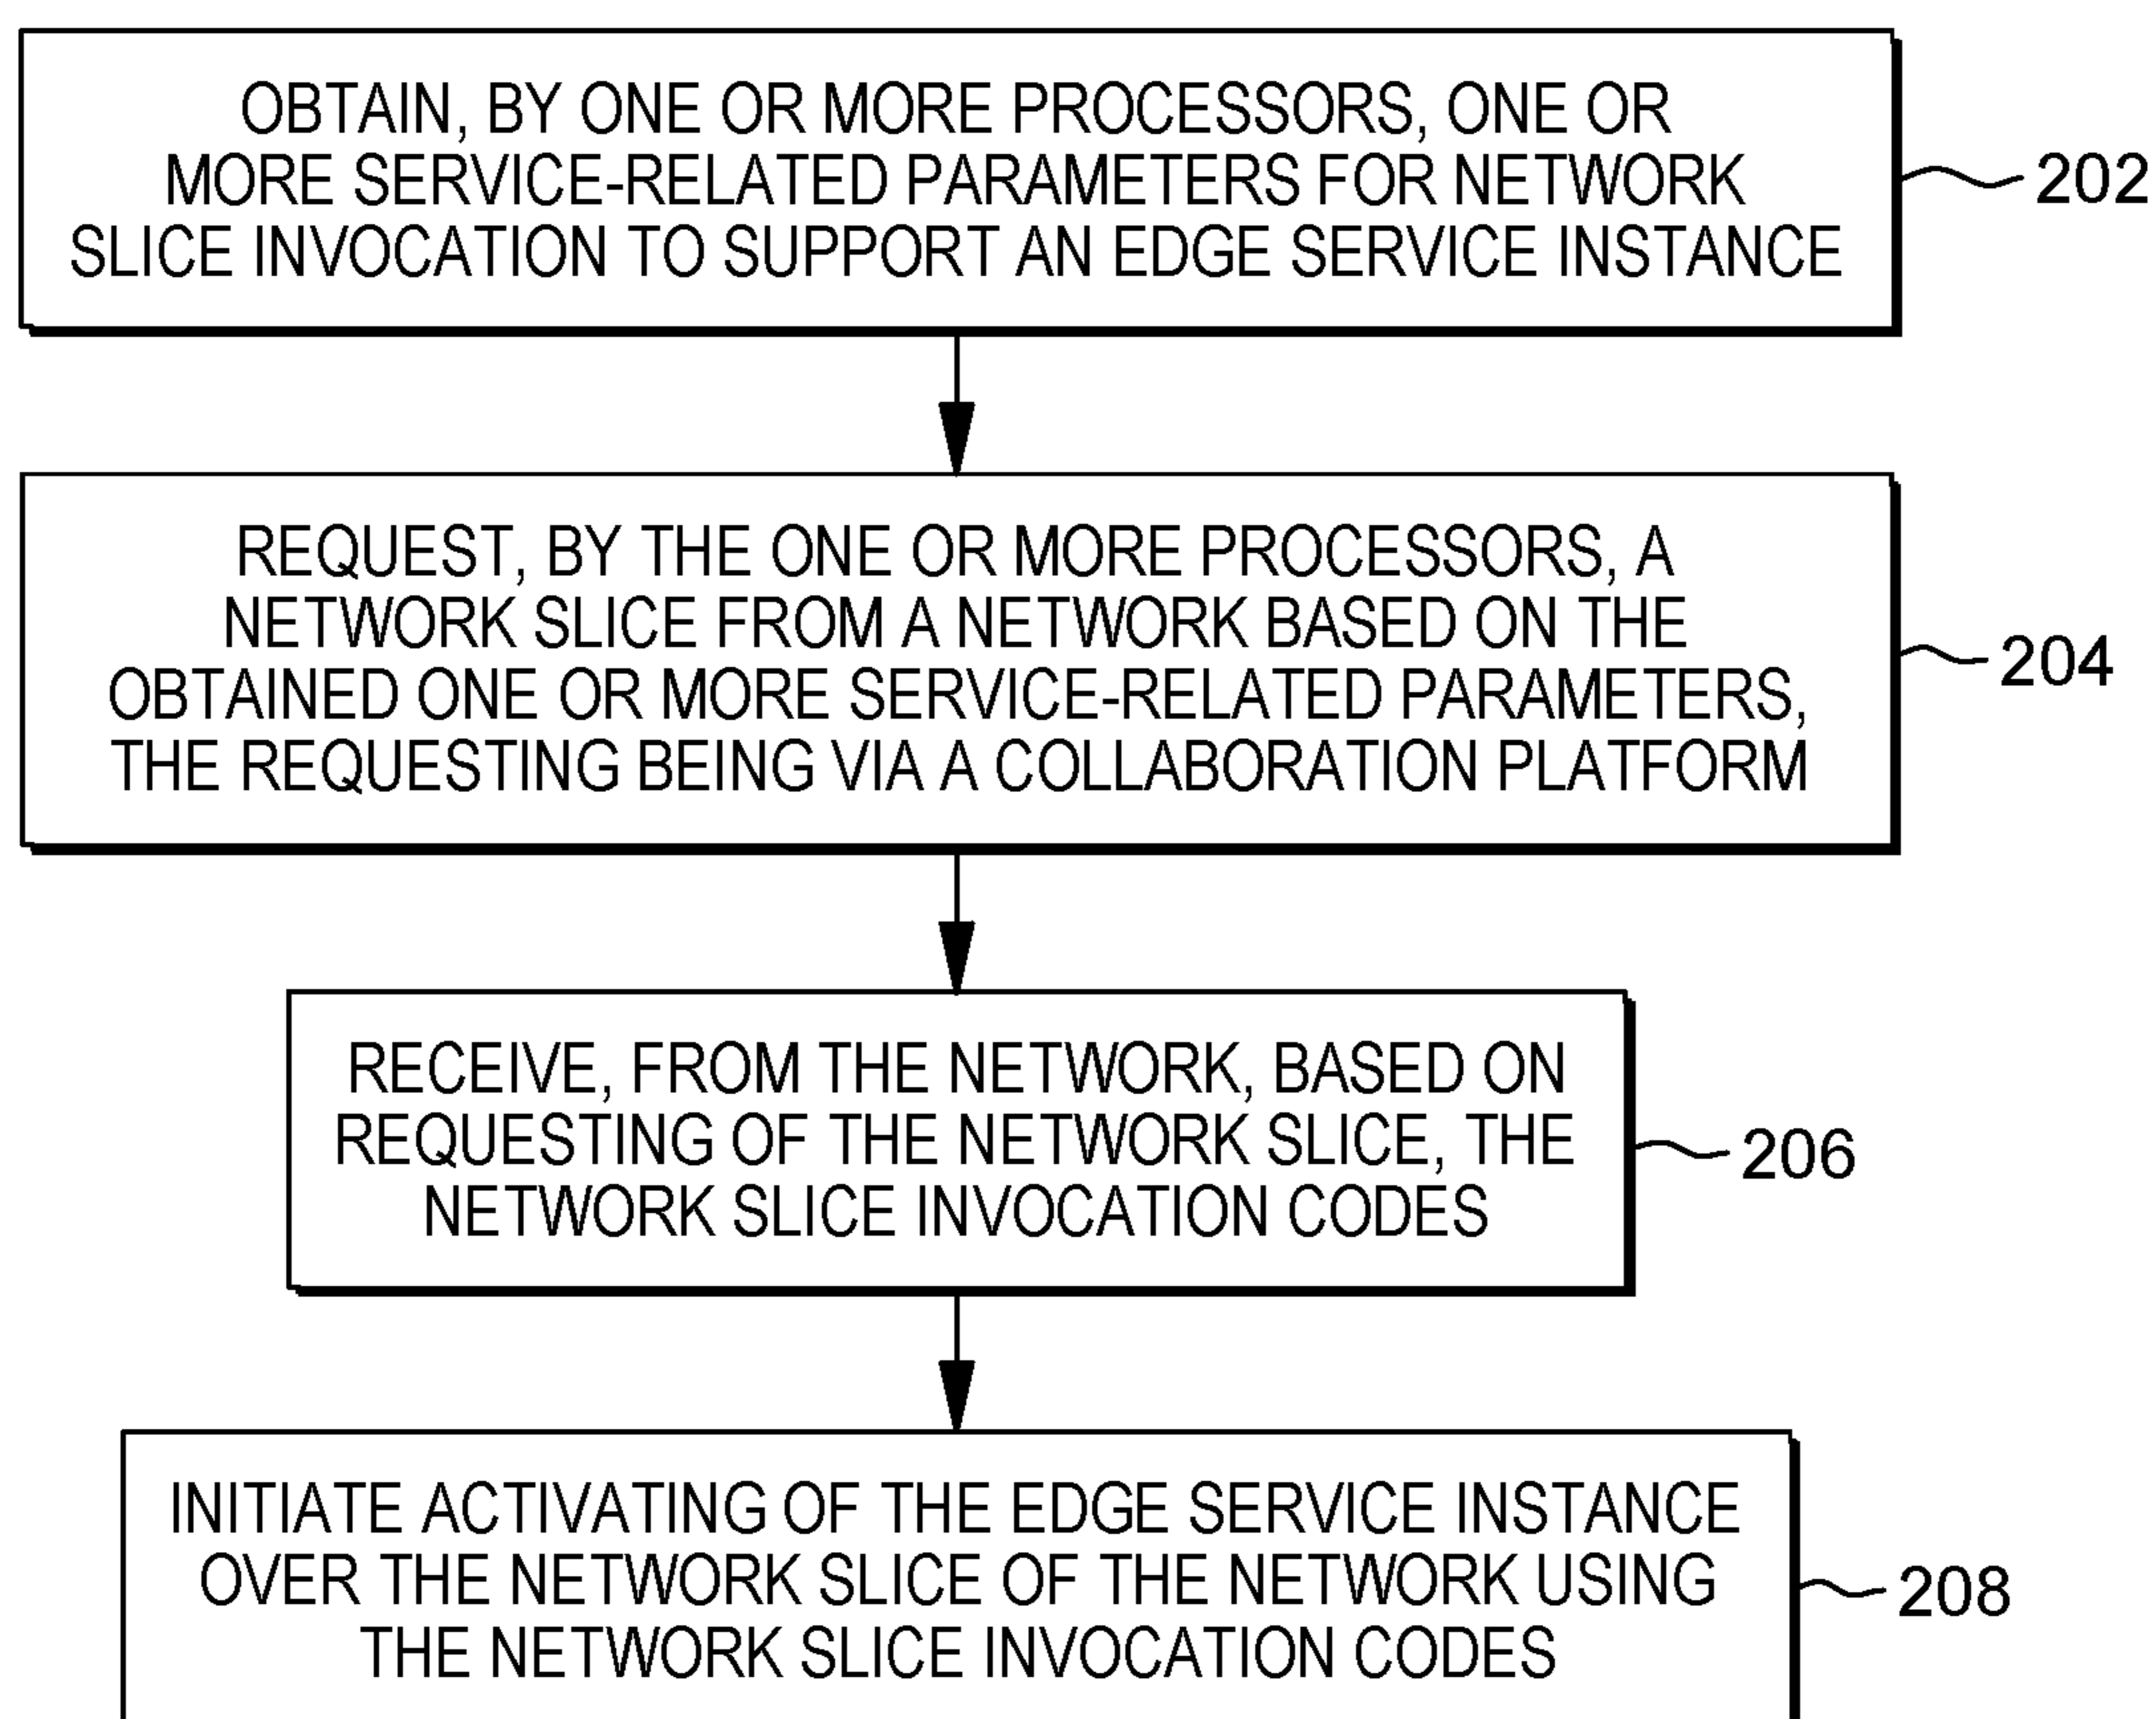 OBTAIN, BY ONE OR MORE PROCESSORS, ONE OR
MORE SERVICE-RELATED PARAMETERS FOR NETWORK
SLICE INVOCATION TO SUPPORT AN EDGE SERVICE INSTANCE
202
REQUEST, BY THE ONE OR MORE PROCESSORS, A
NETWORK SLICE FROM A NETWORK BASED ON THE
OBTAINED ONE OR MORE SERVICE-RELATED PARAMETERS,
THE REQUESTING BEING VIA A COLLABORATION PLATFORM
204
RECEIVE, FROM THE NETWORK, BASED ON
REQUESTING OF THE NETWORK SLICE, THE
NETWORK SLICE INVOCATION CODES
206
INITIATE ACTIVATING OF THE EDGE SERVICE INSTANCE
OVER THE NETWORK SLICE OF THE NETWORK USING
THE NETWORK SLICE INVOCATION CODES
208